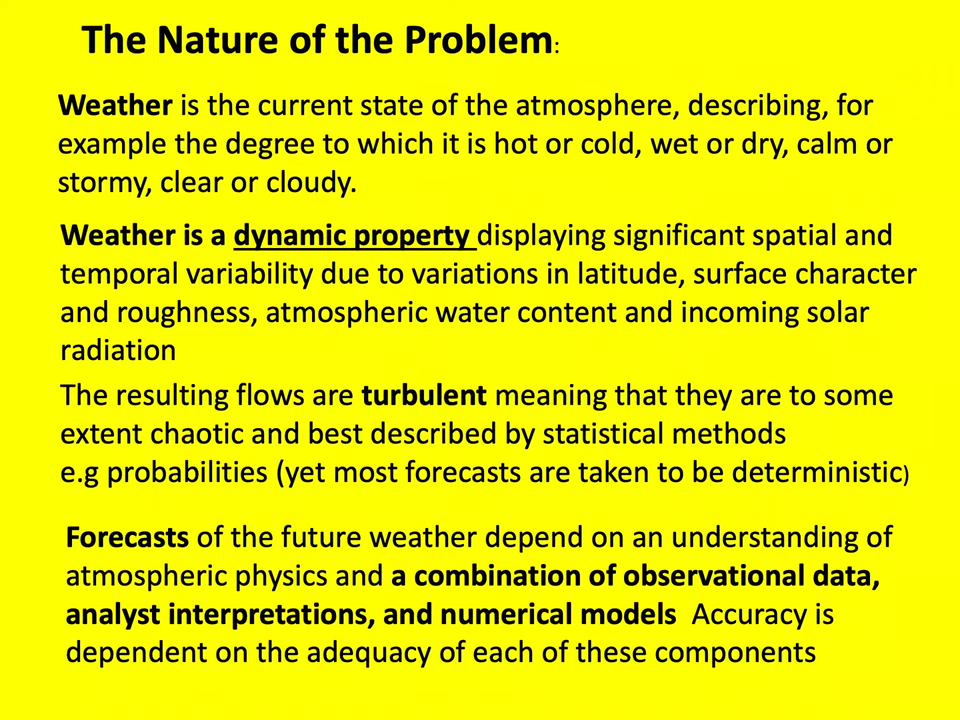 The Nature of the Problem:
Weather is the current state of the atmosphere, describing, for
example the degree to which it is hot or cold, wet or dry, calm or
stormy, clear or cloudy.
Weather is a dynamic property displaying significant spatial and
temporal variability due to variations in latitude, surface character
and roughness, atmospheric water content and incoming solar
radiation
The resulting flows are turbulent meaning that they are to some
extent chaotic and best described by statistical methods
e.g probabilities (yet most forecasts are taken to be deterministic)
Forecasts of the future weather depend on an understanding of
atmospheric physics and a combination of observational data,
analyst interpretations, and numerical models Accuracy is
dependent on the adequacy of each of these components